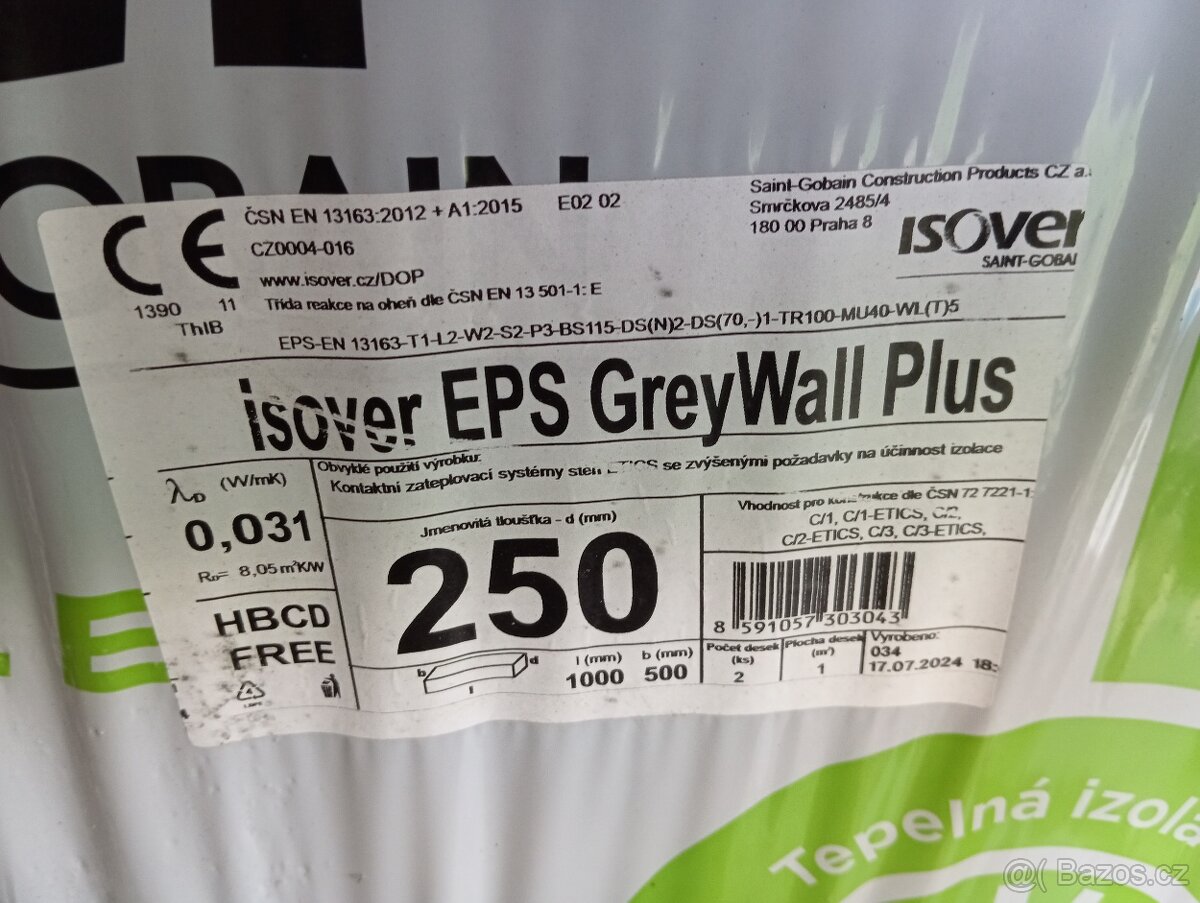 OBAIN
ČSN EN 13163:2012 + A1:2015 E02 02
CZ0004-016
www.isover.cz/DOP
CE
1390 11
ThIB
Třída reakce na oheň dle ČSN EN 13 501-1: E
Saint-Gobain Construction Products CZ a.
Smrčkova 2485/4
180 00 Praha 8
isover
SAINT-GOBAI
EPS-EN 13163-T1-L2-W2-S2-P3-BS115-DS(N)2-DS(70,-)1-TR100-MU40-WL(T)5
isover EPS GreyWall Plus
Obvyklé použití výrobku:
Kontaktní zateplovací systémy stěn ETICS se zvýšenými požadavky na účinnost izolace
λD (W/mK)
0,031
RD= 8,05 m²K/W
HBCD
FREE
Jmenovitá tloušťka - d (mm)
250
b d l
l (mm) b (mm)
1000 500
Vhodnost pro konstrukce dle ČSN 72 7221-1:
C/1, C/1-ETICS, C/2,
C/2-ETICS, C/3, C/3-ETICS,
8 591057 303043
Počet desek
(ks)
2
Plocha desek
(m²)
1
Vyrobeno:
034
17.07.2024 18:
E
Tepelná izola
@( Bazos.cz